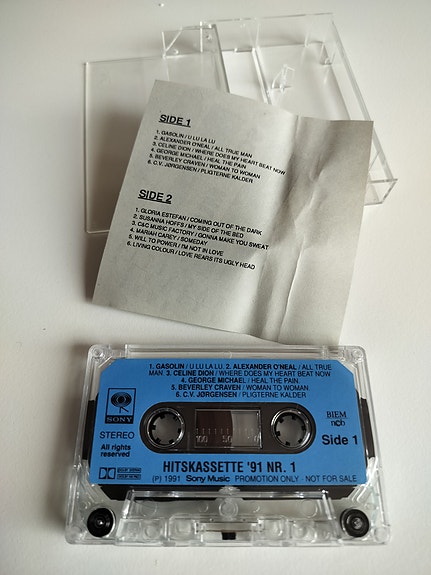 SIDE 1
1. GASOLIN / U LU LA LU
2. ALEXANDER O'NEAL / ALL TRUE MAN
3. CELINE DION / WHERE DOES MY HEART BEAT NOW
4. GEORGE MICHAEL / HEAL THE PAIN
5. BEVERLEY CRAVEN / WOMAN TO WOMAN
6. C.V. JØRGENSEN / PLIGTERNE KALDER
SIDE 2
1. GLORIA ESTEFAN / COMING OUT OF THE DARK
2. SUSANNA HOFFS / MY SIDE OF THE BED
3. C&C MUSIC FACTORY / GONNA MAKE YOU SWEAT
4. MARIAH CAREY / SOMEDAY
5. WILL TO POWER / I'M NOT IN LOVE
6. LIVING COLOUR / LOVE REARS ITS UGLY HEAD
1. GASOLIN / U LU LA LU. 2. ALEXANDER O'NEAL / ALL TRUE
MAN 3. CELINE DION / WHERE DOES MY HEART BEAT NOW
4. GEORGE MICHAEL / HEAL THE PAIN
5. BEVERLEY CRAVEN / WOMAN TO WOMAN
6. C.V. JØRGENSEN / PLIGTERNE KALDER
SONY
STEREO
All rights
reserved
100 50
BIEM
ncb
Side 1
HITSKASSETTE '91 NR. 1
(P) 1991 Sony Music PROMOTION ONLY · NOT FOR SALE